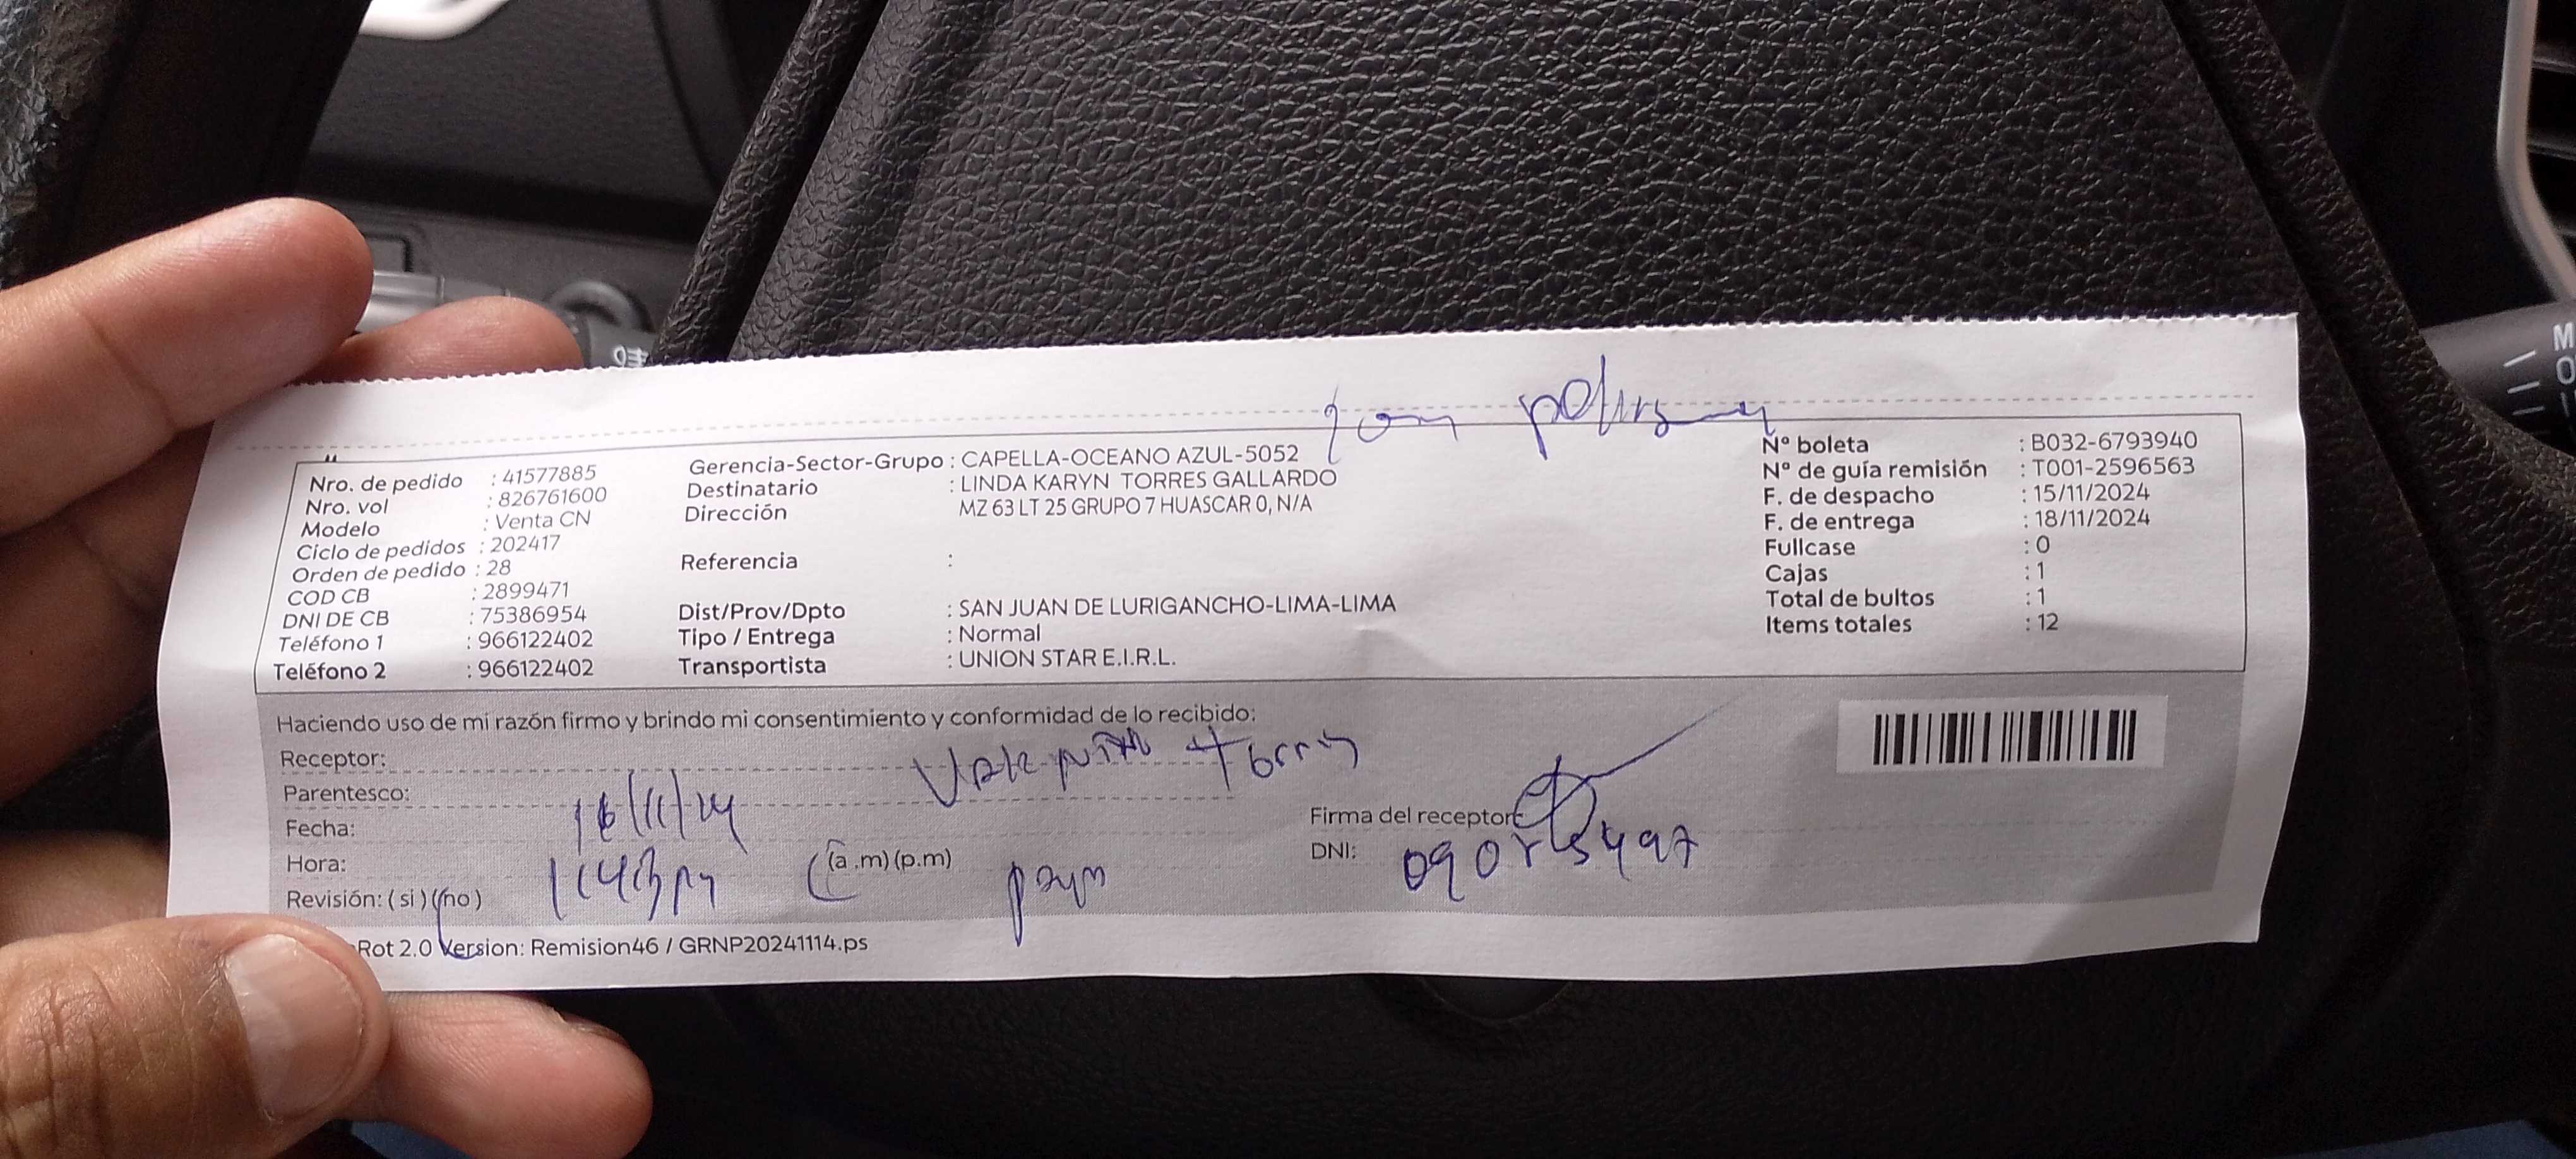 Nro. de pedido : 41577885
Nro. vol : 826761600
Modelo : Venta CN
Ciclo de pedidos : 202417
Orden de pedido : 28
COD CB : 2899471
DNI DE CB : 75386954
Teléfono 1 : 966122402
Teléfono 2 : 966122402
Gerencia-Sector-Grupo : CAPELLA-OCEANO AZUL-5052
Destinatario : LINDA KARYN TORRES GALLARDO
Dirección MZ 63 LT 25 GRUPO 7 HUASCAR 0, N/A
Referencia :
Dist/Prov/Dpto : SAN JUAN DE LURIGANCHO-LIMA-LIMA
Tipo / Entrega : Normal
Transportista : UNION STAR E.I.R.L.
Nº boleta : B032-6793940
Nº de guía remisión : T001-2596563
F. de despacho : 15/11/2024
F. de entrega : 18/11/2024
Fullcase : 0
Cajas : 1
Total de bultos : 1
Items totales : 12
Haciendo uso de mi razón firmo y brindo mi consentimiento y conformidad de lo recibido:
Receptor:
Parentesco:
Fecha:
Hora: (a .m) (p.m)
Revisión: ( si ) (no )
Firma del receptor:
DNI:
Rot 2.0 Version: Remision46 / GRNP20241114.ps
M
O